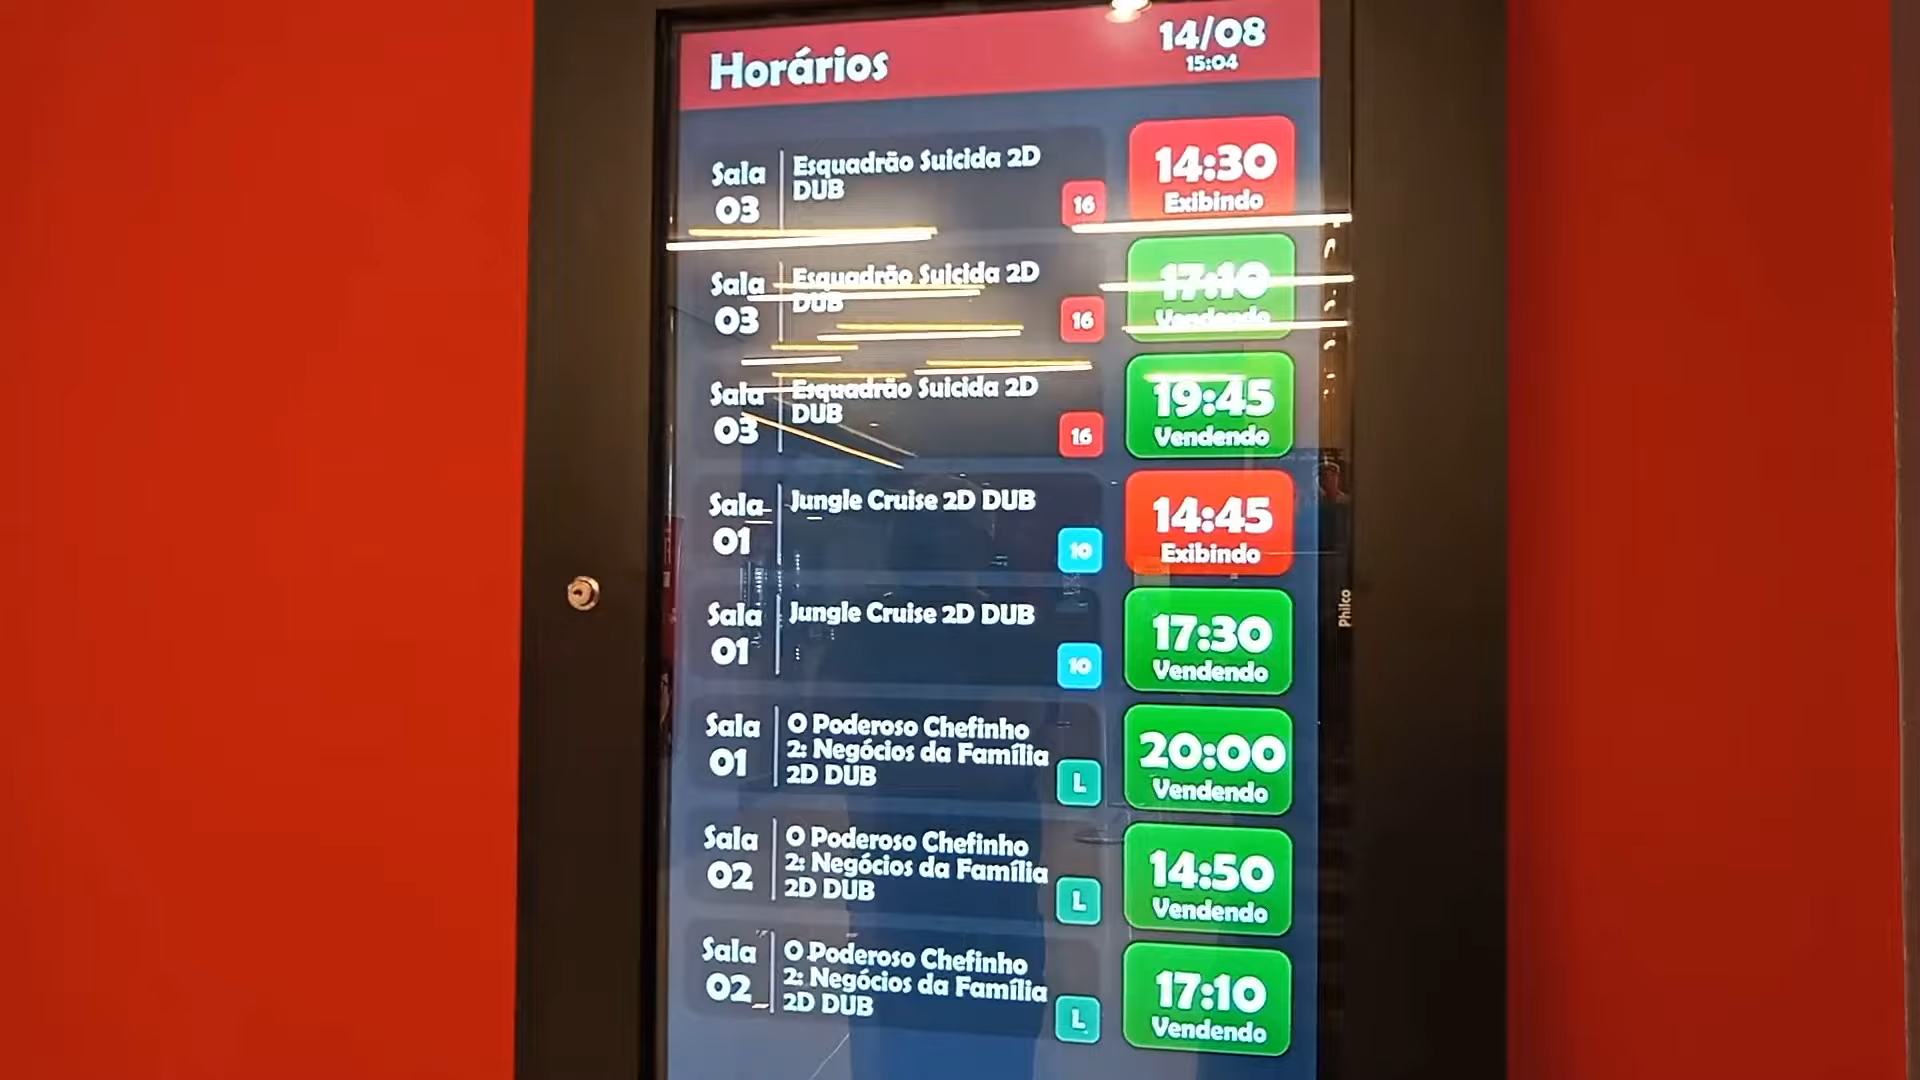 Horários
14/08
15:04
Sala
03
Esquadrão Suicida 2D
DUB
16
14:30
Exibindo
Sala
03
Esquadrão Suicida 2D
DUB
16
17:10
Vendendo
Sala
03
Esquadrão Suicida 2D
DUB
16
19:45
Vendendo
Sala
01
Jungle Cruise 2D DUB
10
14:45
Exibindo
Sala
01
Jungle Cruise 2D DUB
10
17:30
Vendendo
Sala
01
O Poderoso Chefinho
2: Negócios da Família
2D DUB
L
20:00
Vendendo
Sala
02
O Poderoso Chefinho
2: Negócios da Família
2D DUB
L
14:50
Vendendo
Sala
02
O Poderoso Chefinho
2: Negócios da Família
2D DUB
L
17:10
Vendendo
Philco